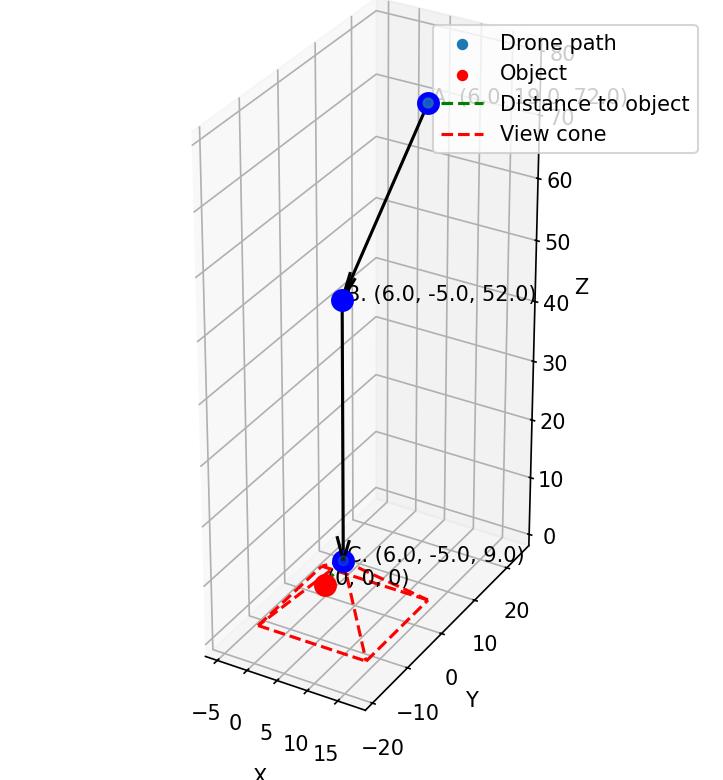 Drone path
Object
Distance to object
View cone
A. (6.0, 19.0, 72.0)
B. (6.0, -5.0, 52.0)
C. (6.0, -5.0, 9.0)
(0, 0, 0)
80
70
60
50
40
30
20
10
0
Z
20
10
0
−10
−20
Y
−5
0
5
10
15
X